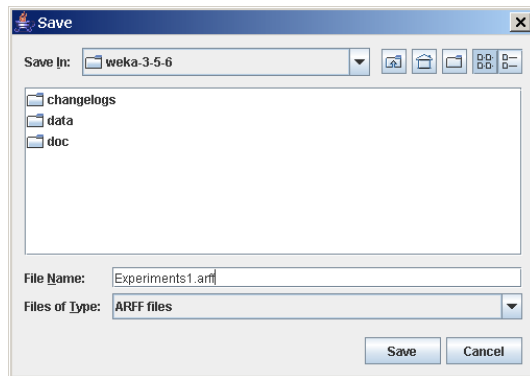 Save
Save In: weka-3-5-6
changelogs
data
doc
File Name: Experiments1.arff
Files of Type: ARFF files
Save Cancel